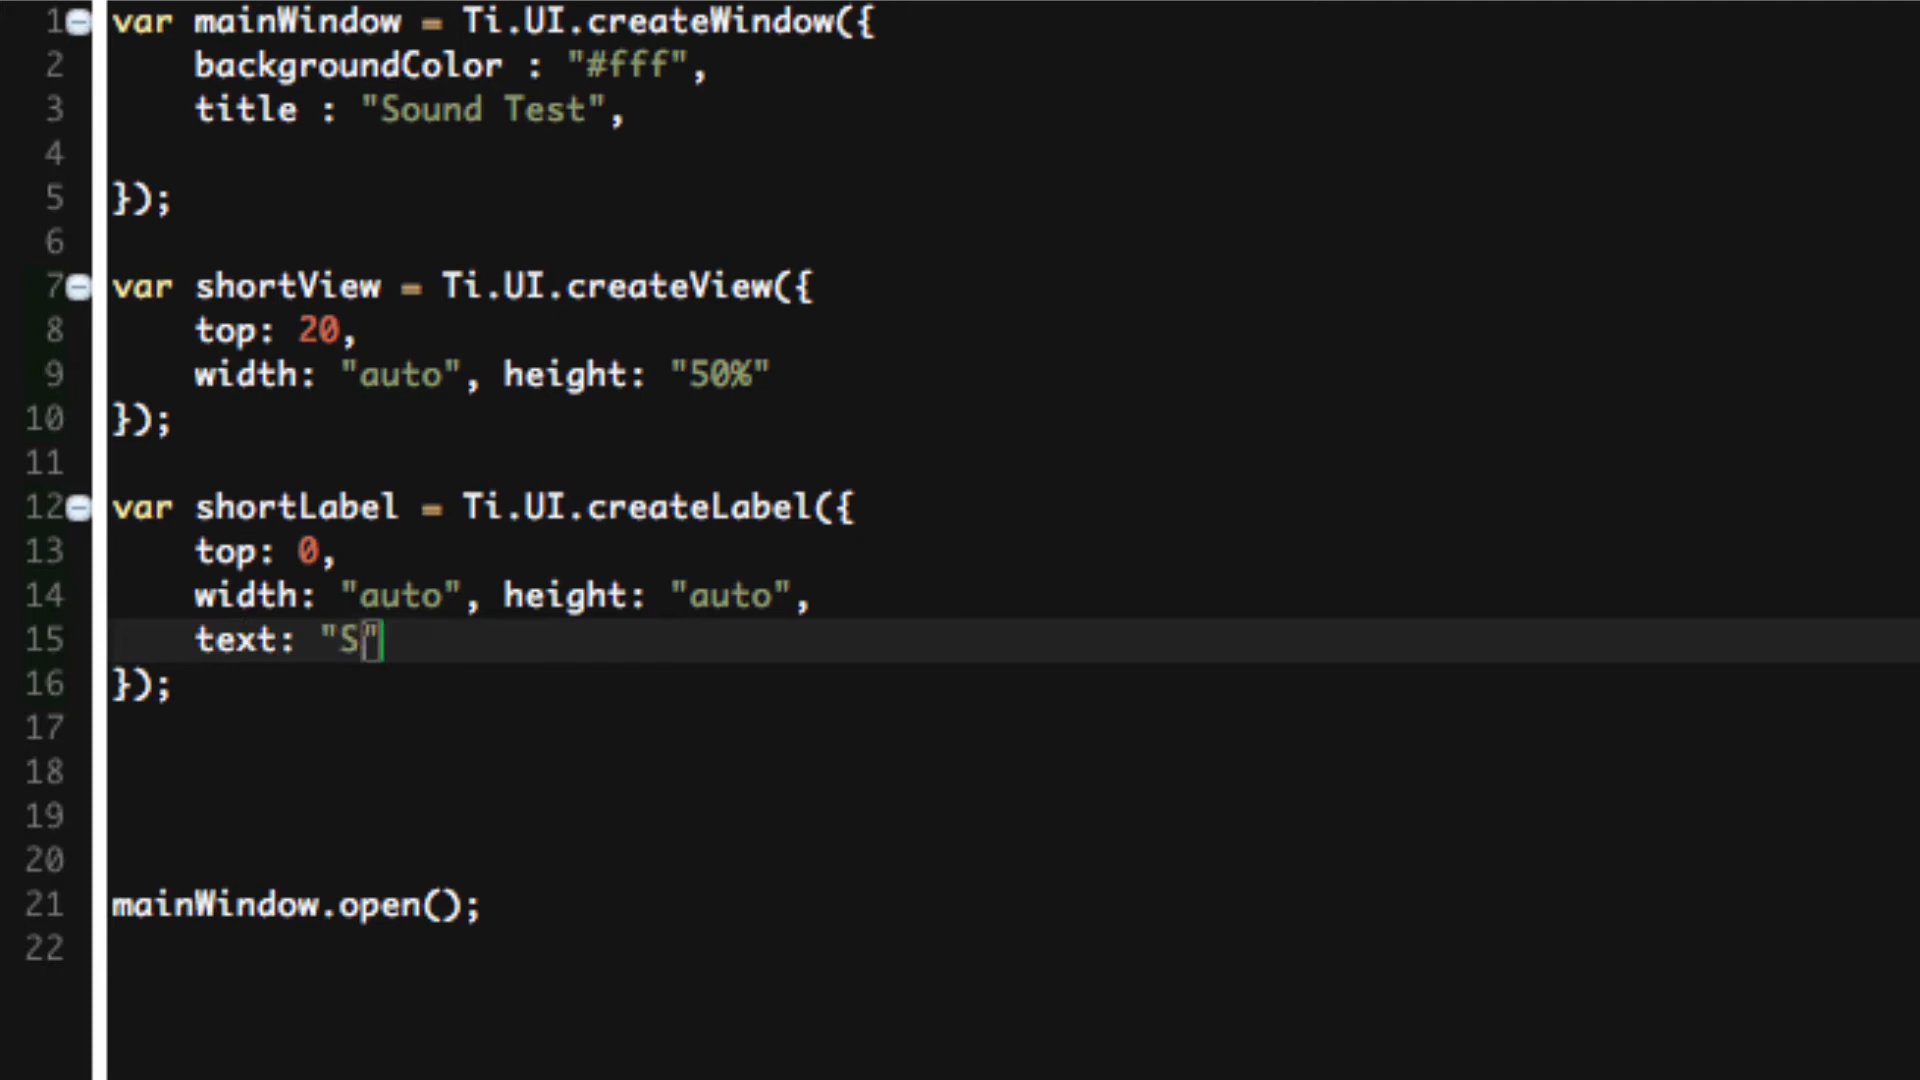 1 var mainWindow = Ti.UI.createWindow({
2 backgroundColor : "#fff",
3 title : "Sound Test",
4
5 });
6
7 var shortView = Ti.UI.createView({
8 top: 20,
9 width: "auto", height: "50%"
10 });
11
12 var shortLabel = Ti.UI.createLabel({
13 top: 0,
14 width: "auto", height: "auto",
15 text: "S"
16 });
17
18
19
20
21 mainWindow.open();
22